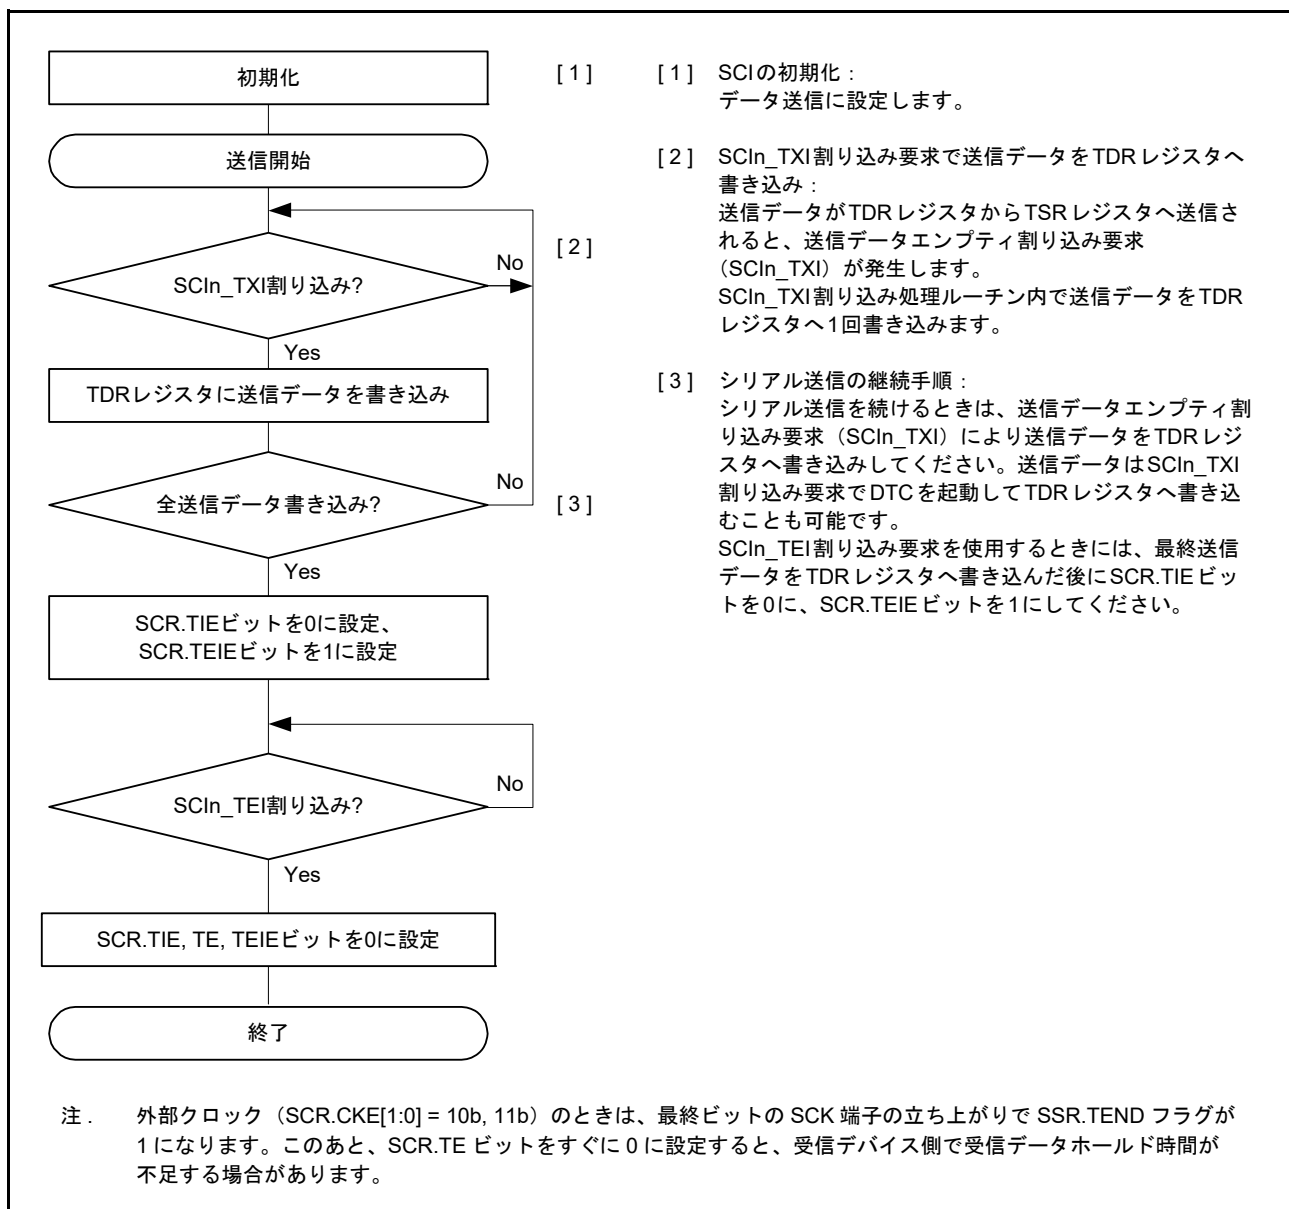 初期化
[ 1 ]
送信開始
[ 2 ]
SCIn_TXI割り込み?
No
Yes
TDRレジスタに送信データを書き込み
全送信データ書き込み?
No
[ 3 ]
Yes
SCR.TIEビットを0に設定、
SCR.TEIEビットを1に設定
SCIn_TEI割り込み?
No
Yes
SCR.TIE, TE, TEIEビットを0に設定
終了
[ 1 ] SCIの初期化：
データ送信に設定します。
[ 2 ] SCIn_TXI割り込み要求で送信データをTDRレジスタへ
書き込み：
送信データがTDRレジスタからTSRレジスタへ送信さ
れると、送信データエンプティ割り込み要求
（SCIn_TXI）が発生します。
SCIn_TXI割り込み処理ルーチン内で送信データをTDR
レジスタへ1回書き込みます。
[ 3 ] シリアル送信の継続手順：
シリアル送信を続けるときは、送信データエンプティ割
り込み要求（SCIn_TXI）により送信データをTDRレジ
スタへ書き込みしてください。送信データはSCIn_TXI
割り込み要求でDTCを起動してTDRレジスタへ書き込
むことも可能です。
SCIn_TEI割り込み要求を使用するときには、最終送信
データをTDRレジスタへ書き込んだ後にSCR.TIEビッ
トを0に、SCR.TEIEビットを1にしてください。
注 . 外部クロック（SCR.CKE[1:0] = 10b, 11b）のときは、最終ビットの SCK 端子の立ち上がりで SSR.TEND フラグが
1 になります。このあと、SCR.TE ビットをすぐに 0 に設定すると、受信デバイス側で受信データホールド時間が
不足する場合があります。